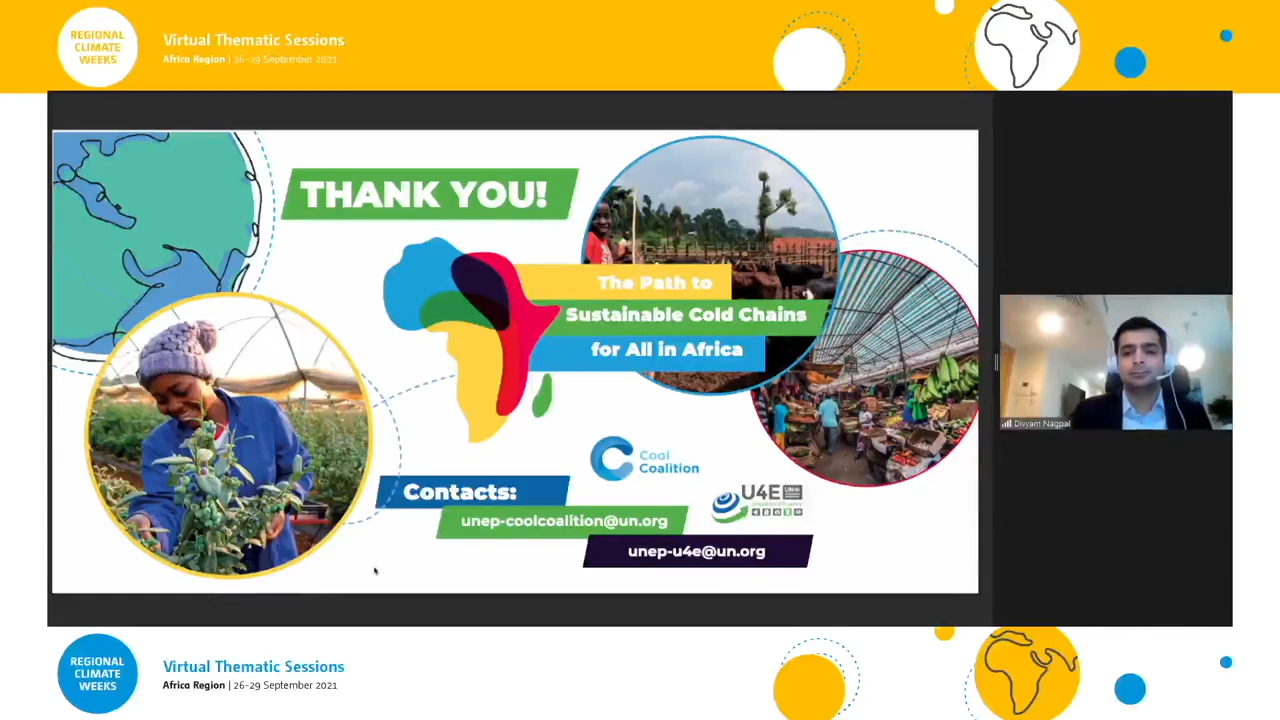 REGIONAL
CLIMATE
WEEKS
Virtual Thematic Sessions
Africa Region | 26-29 September 2021
THANK YOU!
The Path to
Sustainable Cold Chains
for All in Africa
Cool
Coalition
Contacts:
U4E
unep-coolcoalition@un.org
unep-u4e@un.org
Divyam Nagpal
REGIONAL
CLIMATE
WEEKS
Virtual Thematic Sessions
Africa Region | 26-29 September 2021